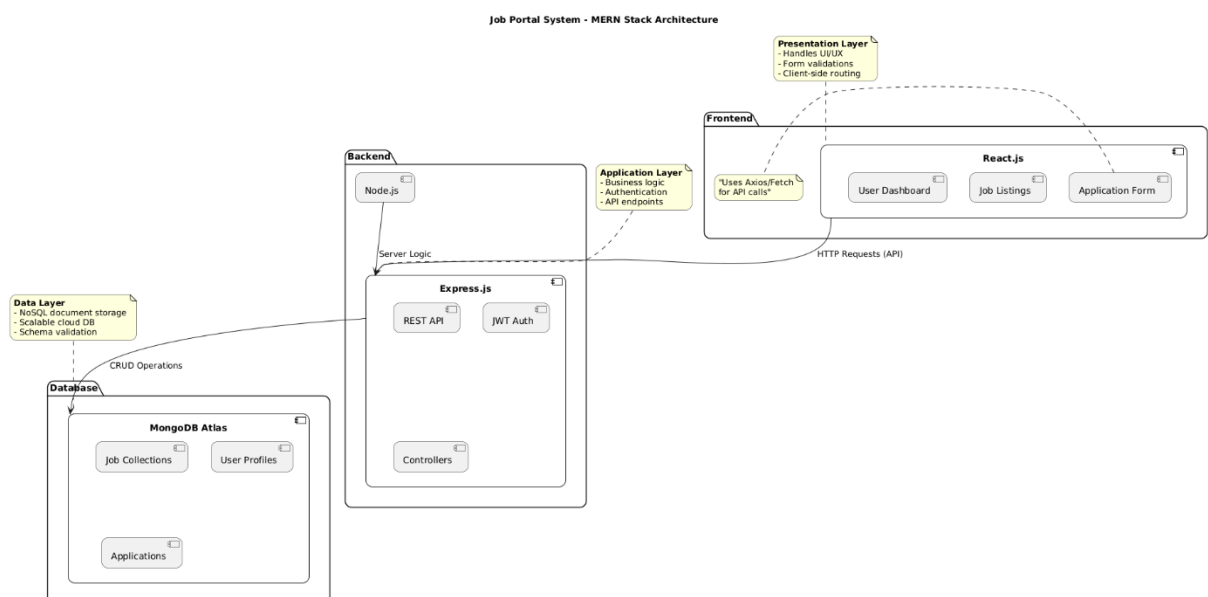 Job Portal System - MERN Stack Architecture
Presentation Layer
- Handles UI/UX
- Form validations
- Client-side routing
Frontend
React.js
User Dashboard
Job Listings
Application Form
"Uses Axios/Fetch
for API calls"
HTTP Requests (API)
Backend
Node.js
Application Layer
- Business logic
- Authentication
- API endpoints
Server Logic
Express.js
REST API
JWT Auth
Controllers
Data Layer
- NoSQL document storage
- Scalable cloud DB
- Schema validation
CRUD Operations
Database
MongoDB Atlas
Job Collections
User Profiles
Applications